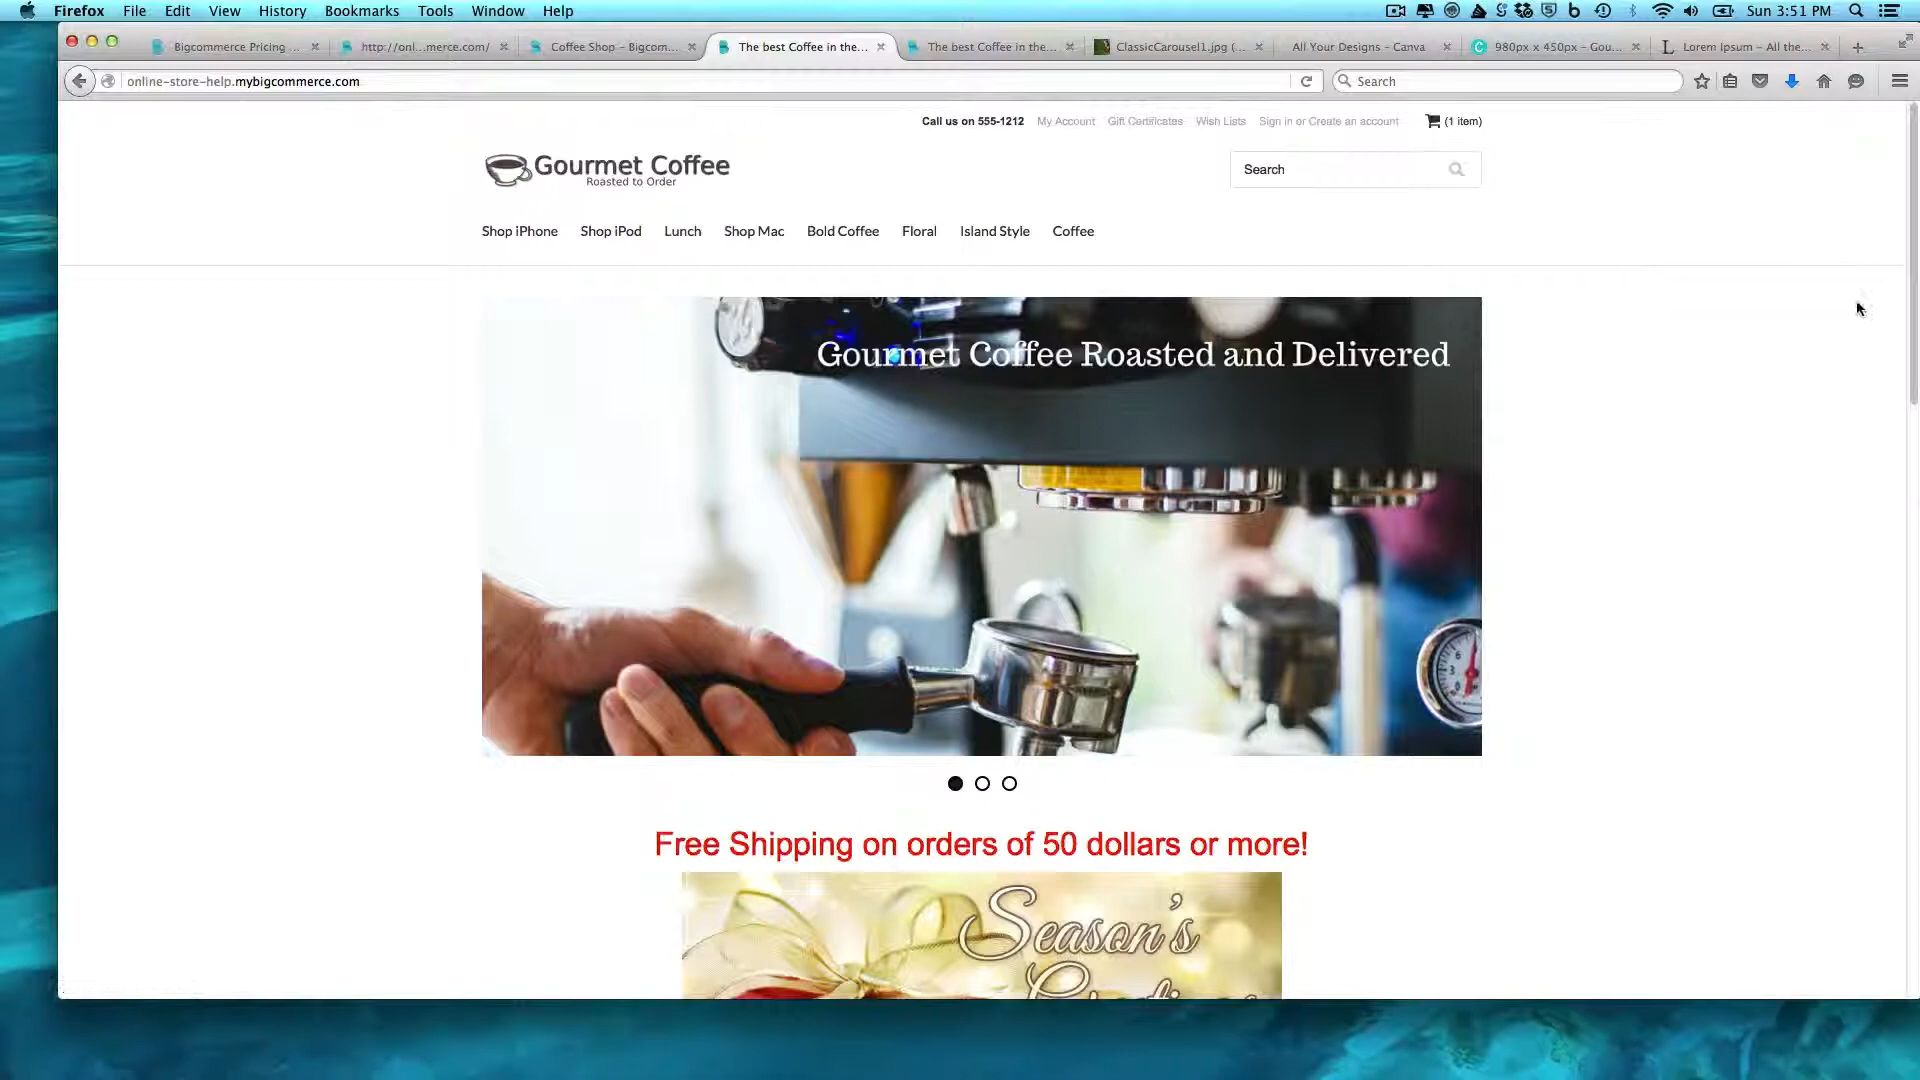 Firefox File Edit View History Bookmarks Tools Window Help Sun 3:51 PM
Bigcommerce Pricing ... http://onl...merce.com/ Coffee Shop - Bigcom... The best Coffee in the... The best Coffee in the... ClassicCarousel1.jpg (... All Your Designs - Canva 980px x 450px – Gou... Lorem Ipsum - All the...
online-store-help.mybigcommerce.com Search
Call us on 555-1212 My Account Gift Certificates Wish Lists Sign in or Create an account (1 item)
Gourmet Coffee
Roasted to Order
Search
Shop iPhone Shop iPod Lunch Shop Mac Bold Coffee Floral Island Style Coffee
Gourmet Coffee Roasted and Delivered
Free Shipping on orders of 50 dollars or more!
Season's